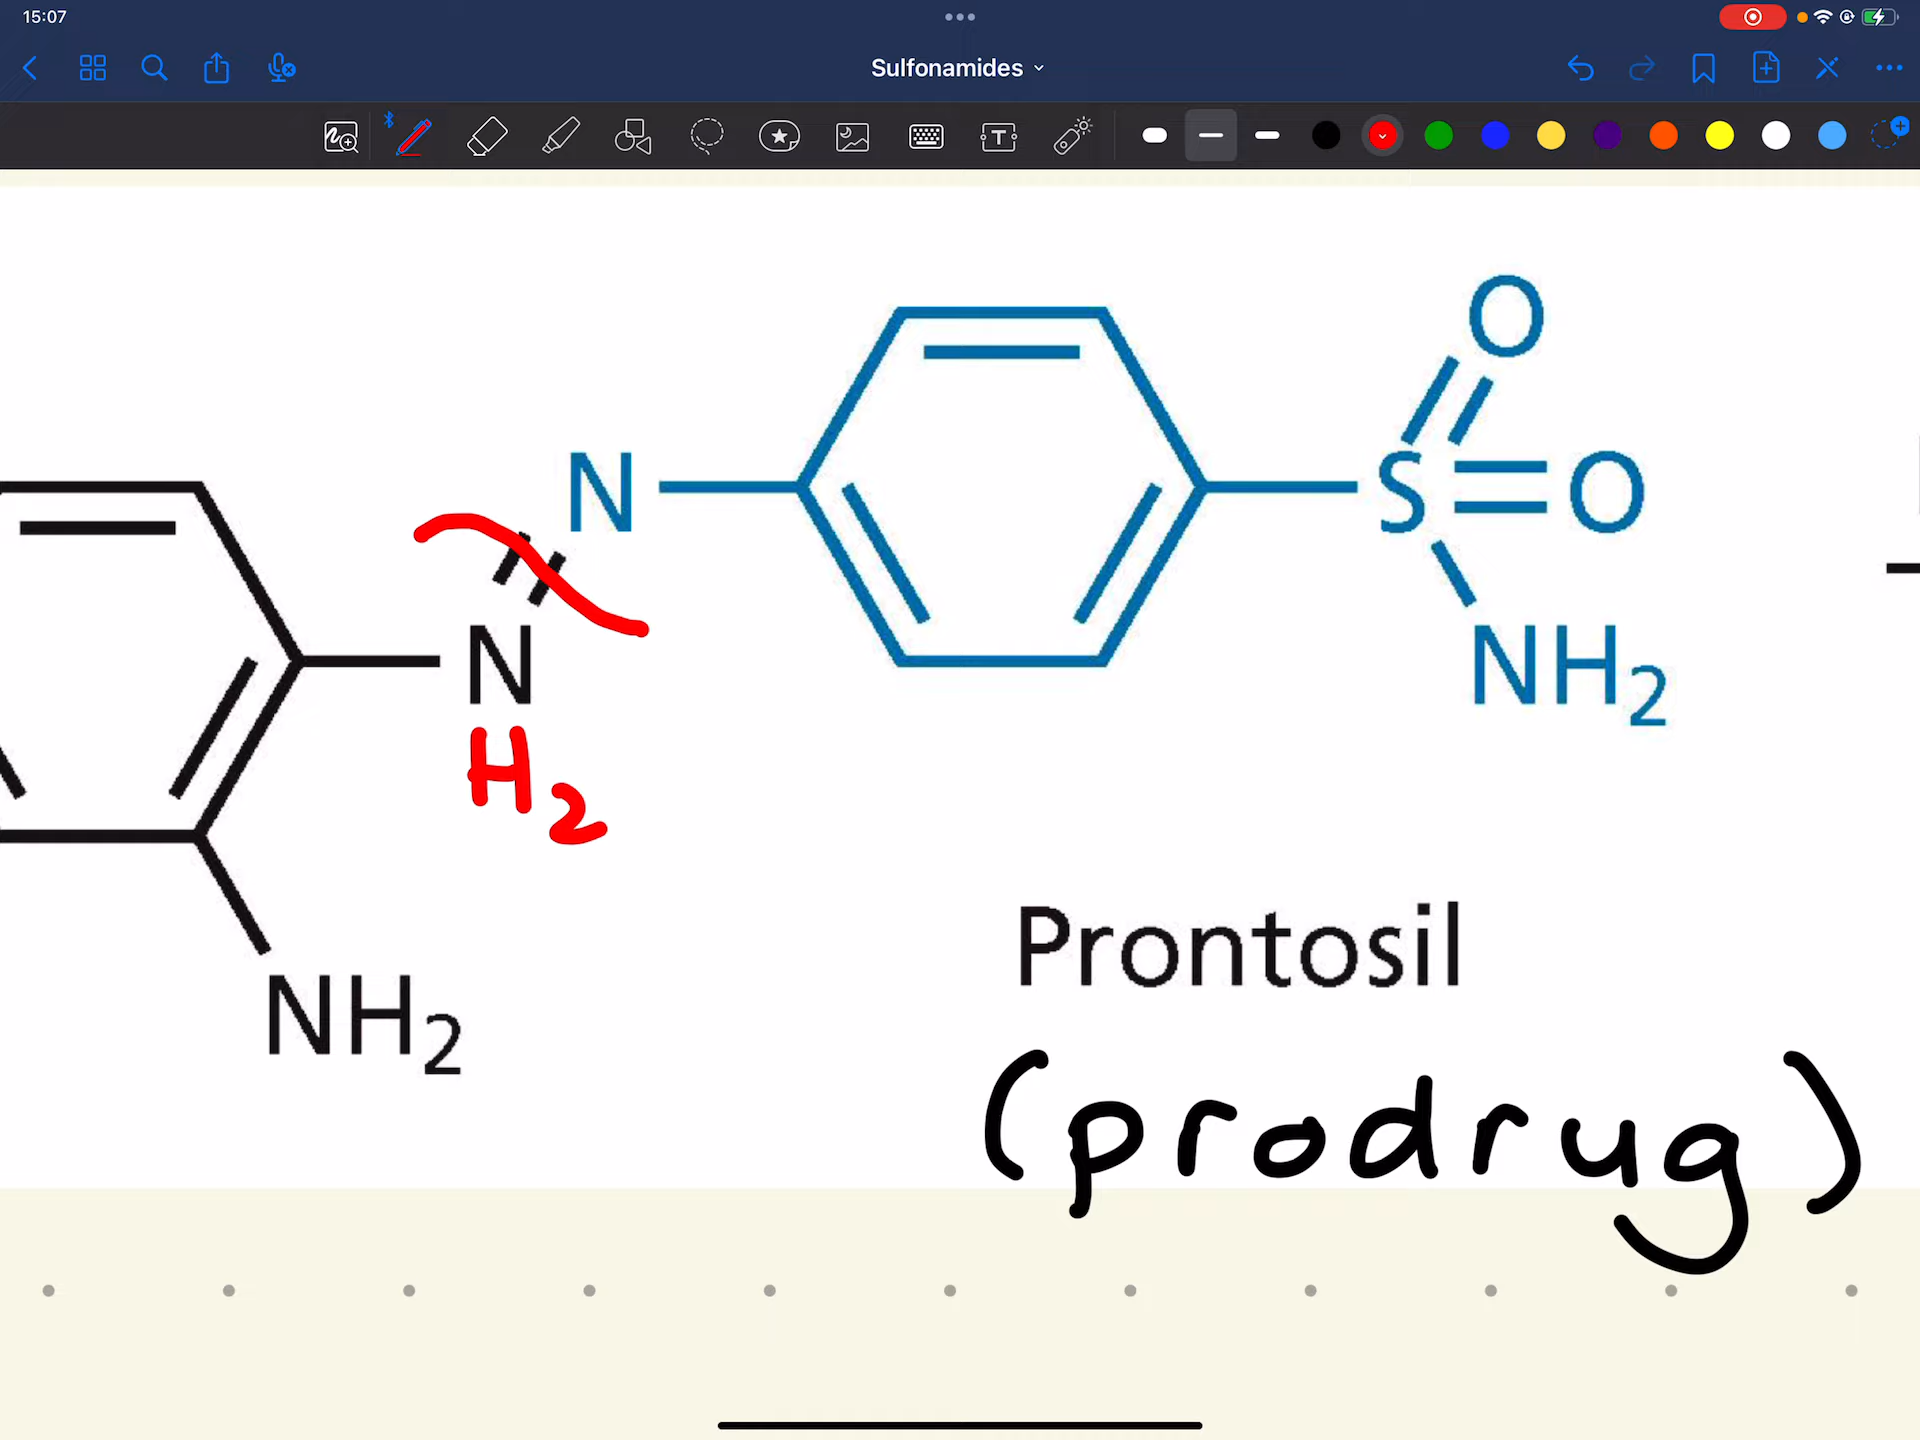 15:07
Sulfonamides
T
O
N
S
O
N
NH2
H2
NH2
Prontosil
(prodrug)